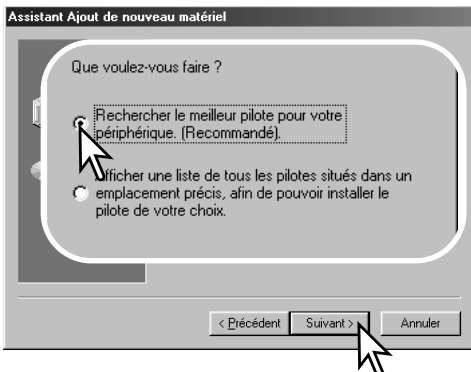 Assistant Ajout de nouveau matériel
Que voulez-vous faire ?
Rechercher le meilleur pilote pour votre
périphérique. (Recommandé).
Afficher une liste de tous les pilotes situés dans un
emplacement précis, afin de pouvoir installer le
pilote de votre choix.
< Précédent Suivant > Annuler